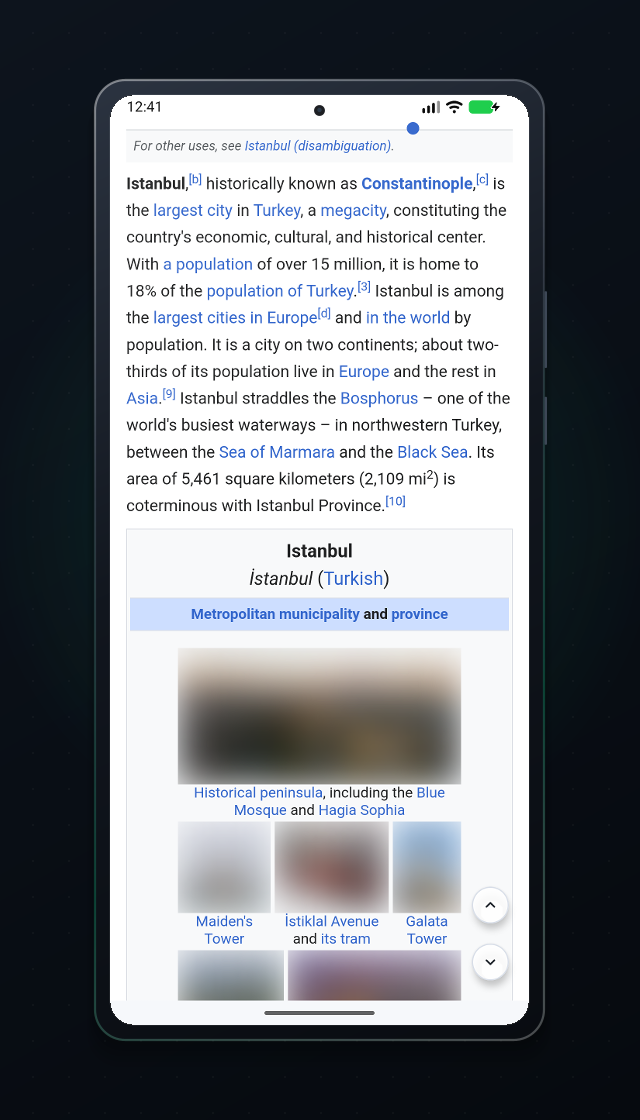 12:41
For other uses, see Istanbul (disambiguation).
Istanbul,[b] historically known as Constantinople,[c] is
the largest city in Turkey, a megacity, constituting the
country's economic, cultural, and historical center.
With a population of over 15 million, it is home to
18% of the population of Turkey.[3] Istanbul is among
the largest cities in Europe[d] and in the world by
population. It is a city on two continents; about two-
thirds of its population live in Europe and the rest in
Asia.[9] Istanbul straddles the Bosphorus – one of the
world's busiest waterways – in northwestern Turkey,
between the Sea of Marmara and the Black Sea. Its
area of 5,461 square kilometers (2,109 mi2) is
coterminous with Istanbul Province.[10]
Istanbul
İstanbul (Turkish)
Metropolitan municipality and province
Historical peninsula, including the Blue
Mosque and Hagia Sophia
Maiden's
Tower
İstiklal Avenue
and its tram
Galata
Tower